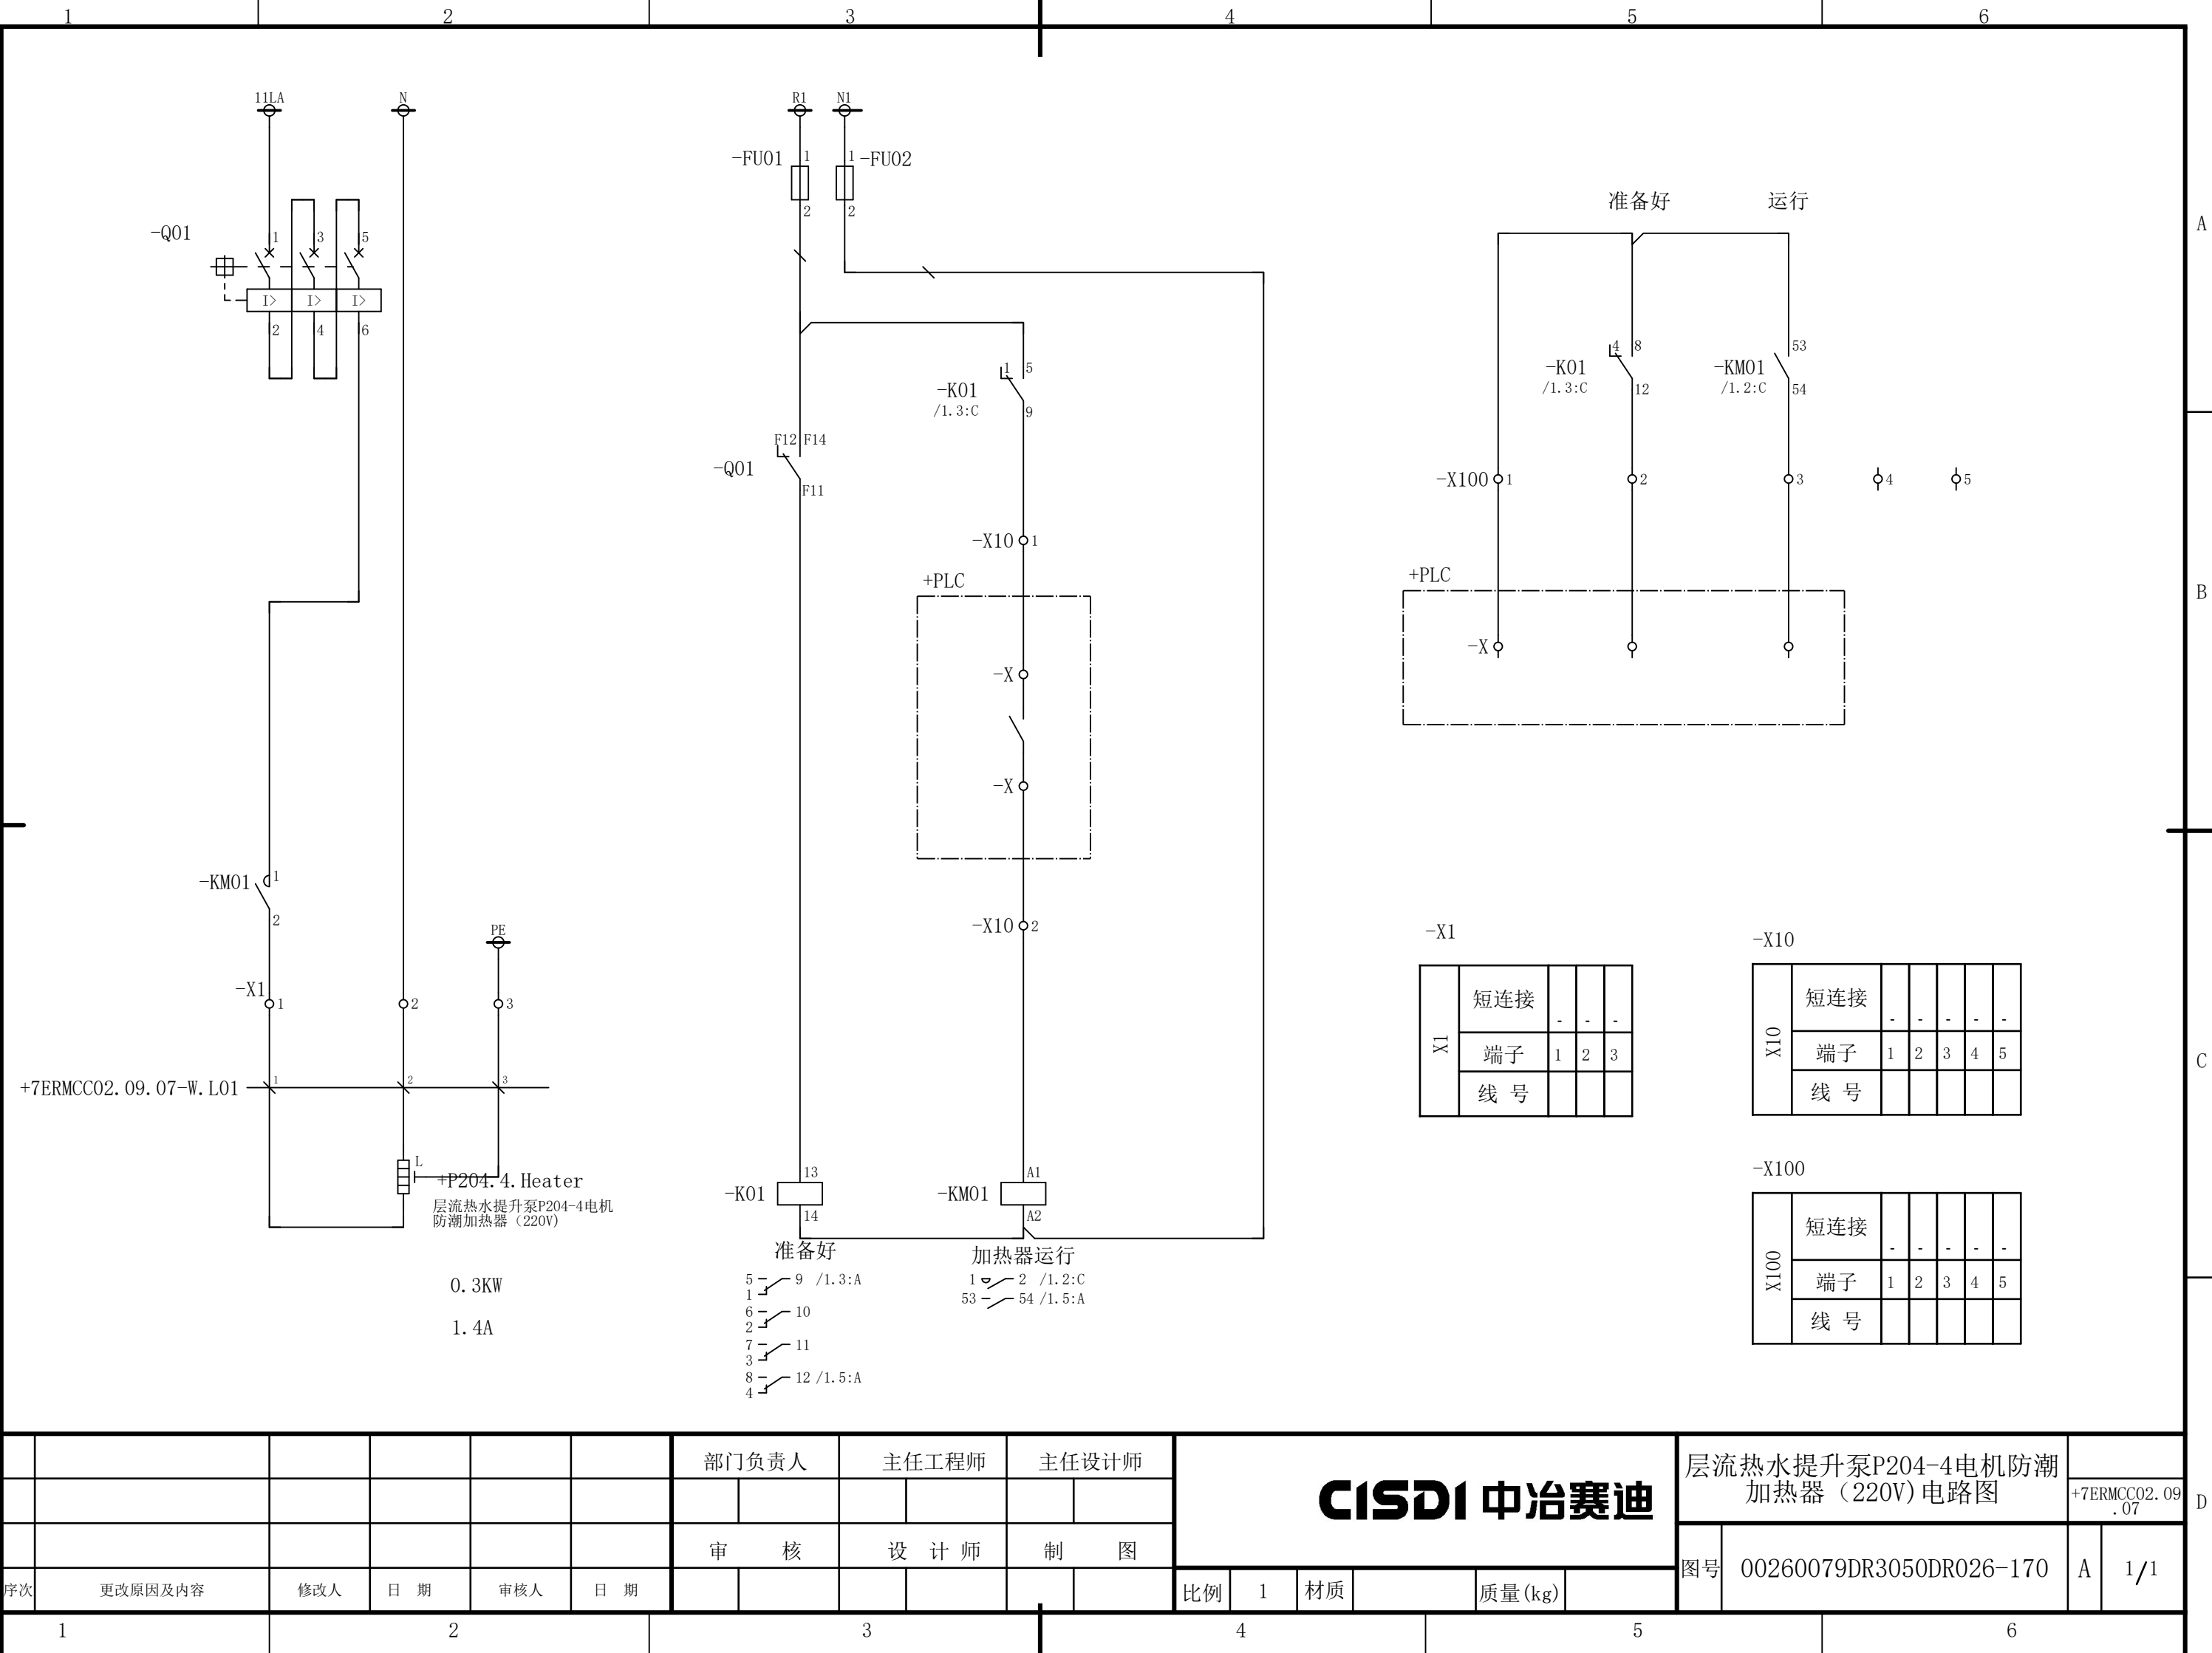 1 2 3 4 5 6
11LA N R1 N1
-FU01 1 1 -FU02
2 2
准备好 运行
A
-Q01 1 3 5
I> I> I>
2 4 6
-K01 1 5
/1.3:C 9
-K01 4 8
/1.3:C 12
-KM01 53
/1.2:C 54
F12 F14
-Q01
F11
-X100 1 2 3 4 5
-X10 1
+PLC
+PLC
B
-X
-X
-X
-KM01 1
2
-X10 2
PE
-X1 1 2 3
+7ERMCC02.09.07-W.L01 1 2 3
L
+P204.4.Heater
层流热水提升泵P204-4电机
防潮加热器（220V)
0.3KW
1.4A
-K01 13
14
准备好
5 9 /1.3:A
1
6 10
2
7 11
3
8 12 /1.5:A
4
-KM01 A1
A2
加热器运行
1 2 /1.2:C
53 54 /1.5:A
-X1
X1
短连接 - - -
端子 1 2 3
线 号
-X10
X10
短连接 - - - - -
端子 1 2 3 4 5
线 号
C
-X100
X100
短连接 - - - - -
端子 1 2 3 4 5
线 号
部门负责人 主任工程师 主任设计师
审 核 设 计 师 制 图
序次 更改原因及内容 修改人 日 期 审核人 日 期
CISDI 中冶赛迪
比例 1 材质 质量(kg)
层流热水提升泵P204-4电机防潮
加热器（220V)电路图
+7ERMCC02.09
.07
D
图号 00260079DR3050DR026-170 A 1/1
1 2 3 4 5 6